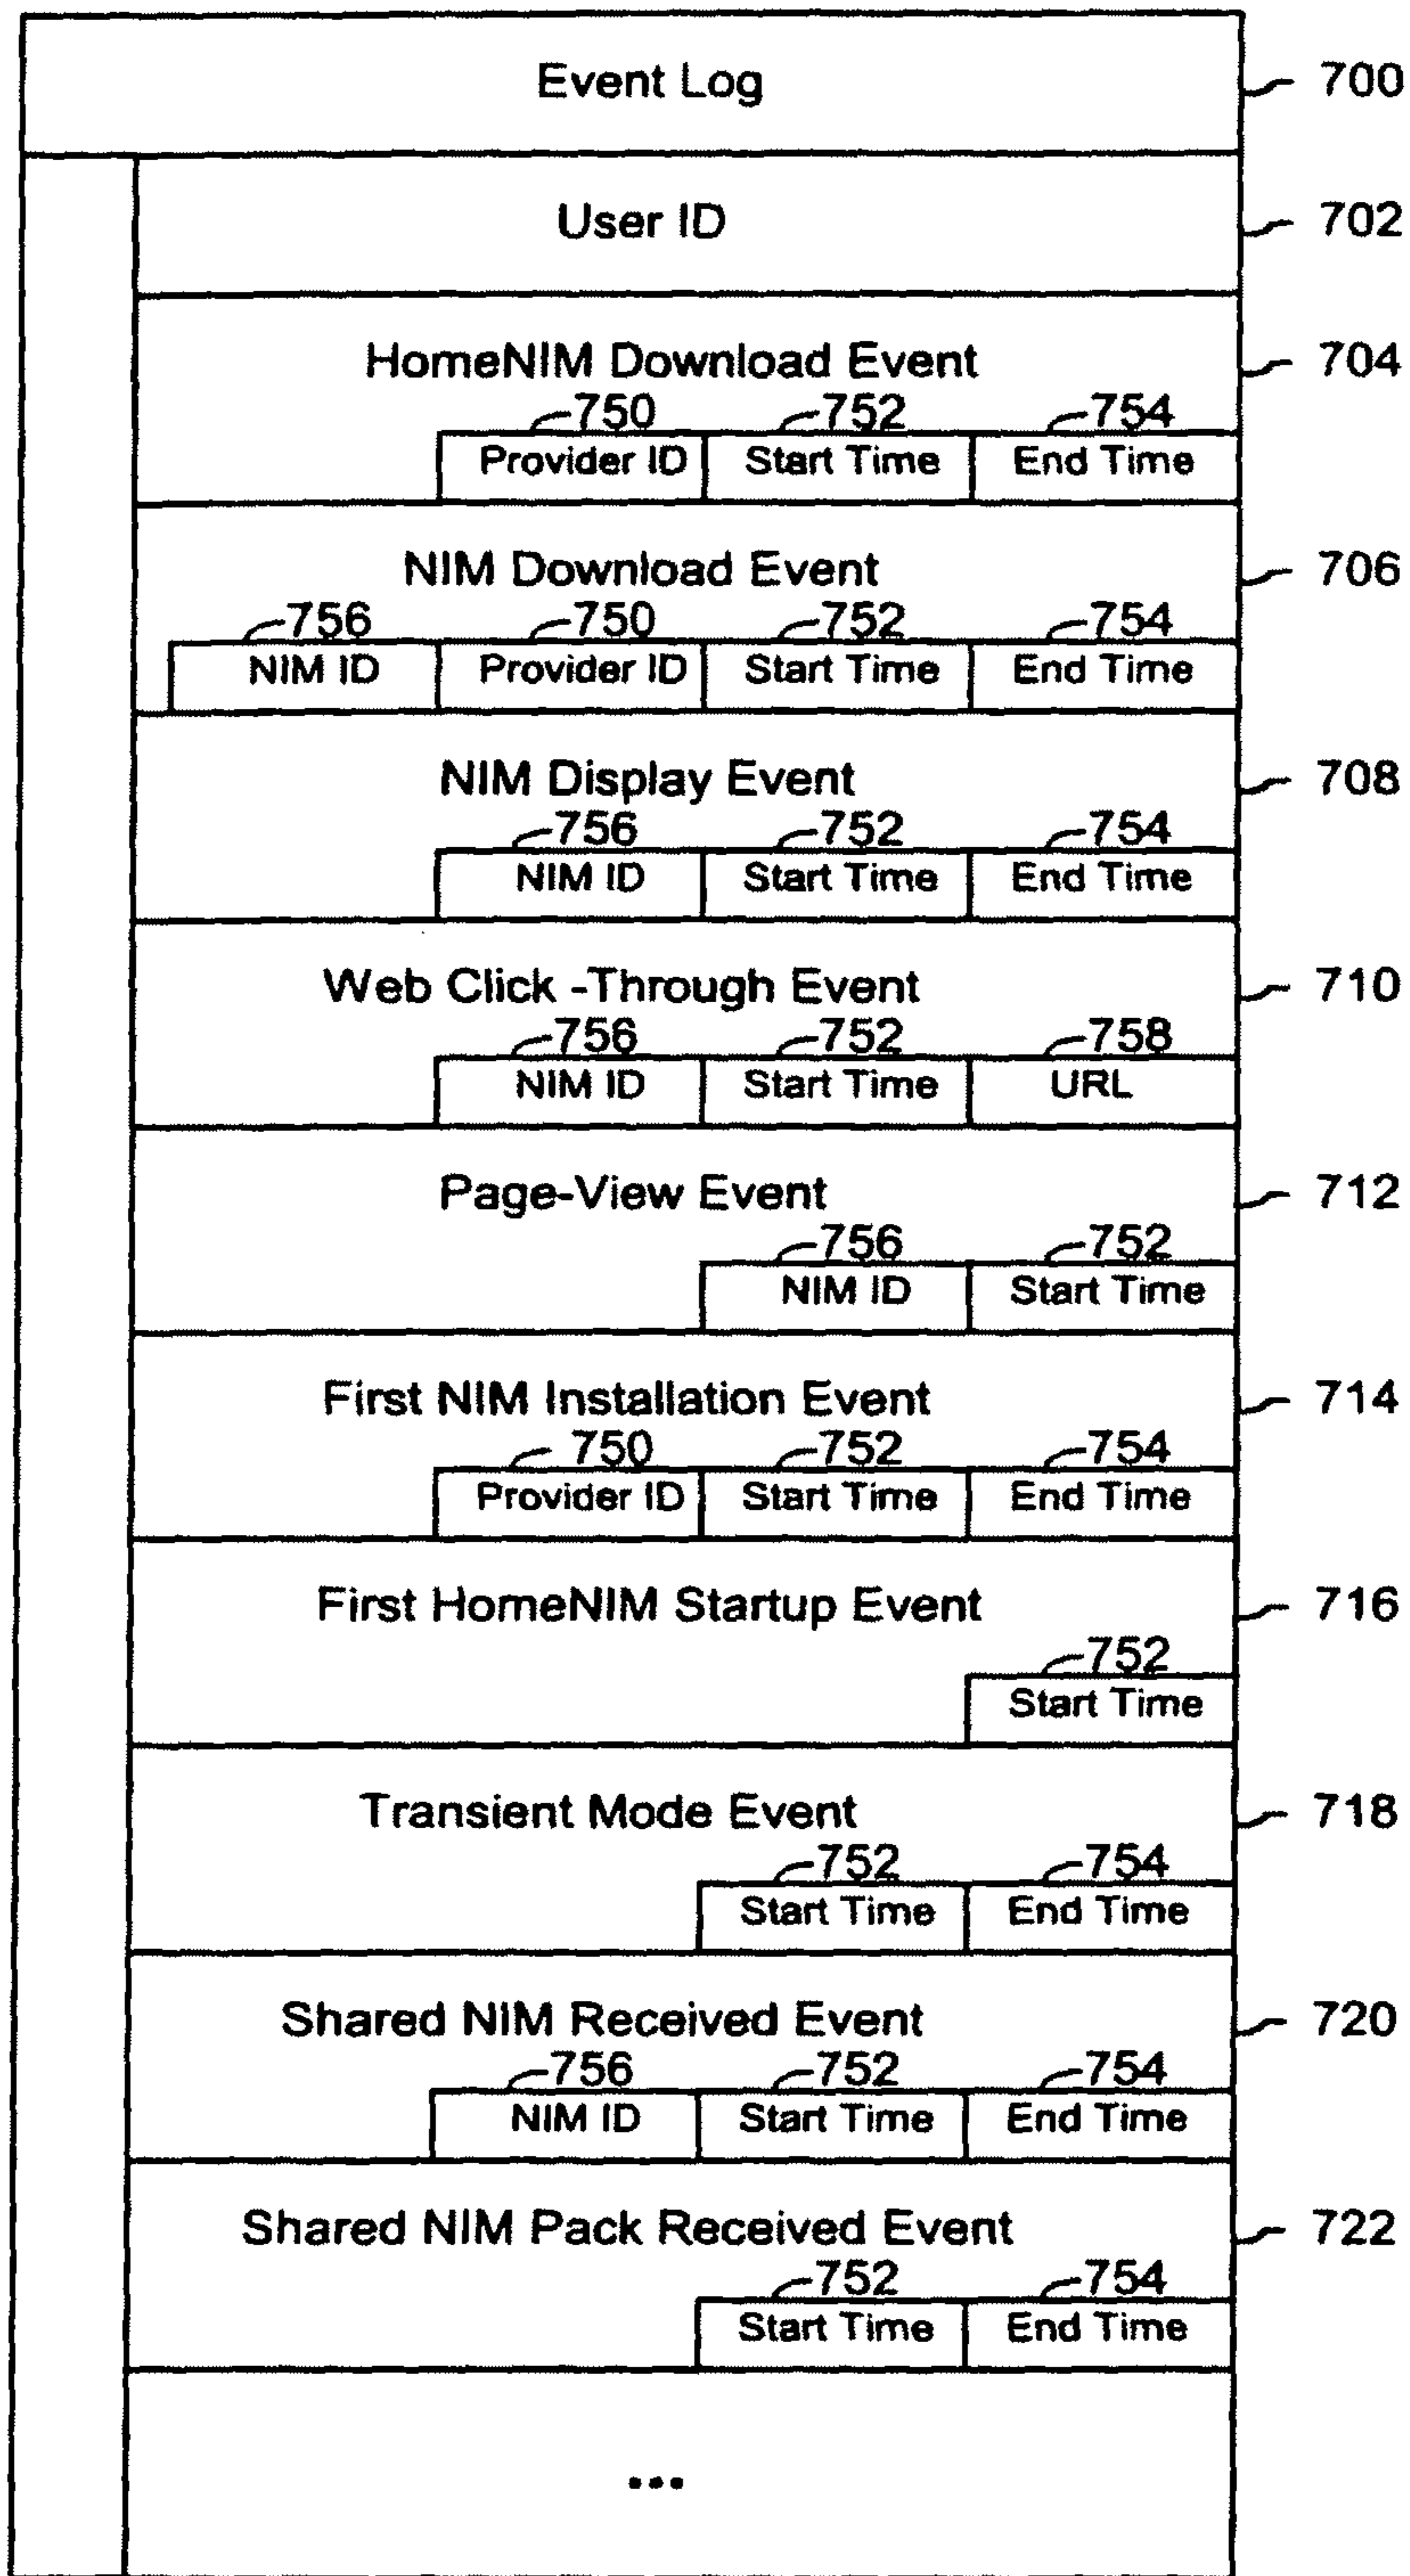 Event Log 700
User ID 702
HomeNIM Download Event 704
750 752 754
Provider ID Start Time End Time
NIM Download Event 706
756 750 752 754
NIM ID Provider ID Start Time End Time
NIM Display Event 708
756 752 754
NIM ID Start Time End Time
Web Click -Through Event 710
756 752 758
NIM ID Start Time URL
Page-View Event 712
756 752
NIM ID Start Time
First NIM Installation Event 714
750 752 754
Provider ID Start Time End Time
First HomeNIM Startup Event 716
752
Start Time
Transient Mode Event 718
752 754
Start Time End Time
Shared NIM Received Event 720
756 752 754
NIM ID Start Time End Time
Shared NIM Pack Received Event 722
752 754
Start Time End Time
...